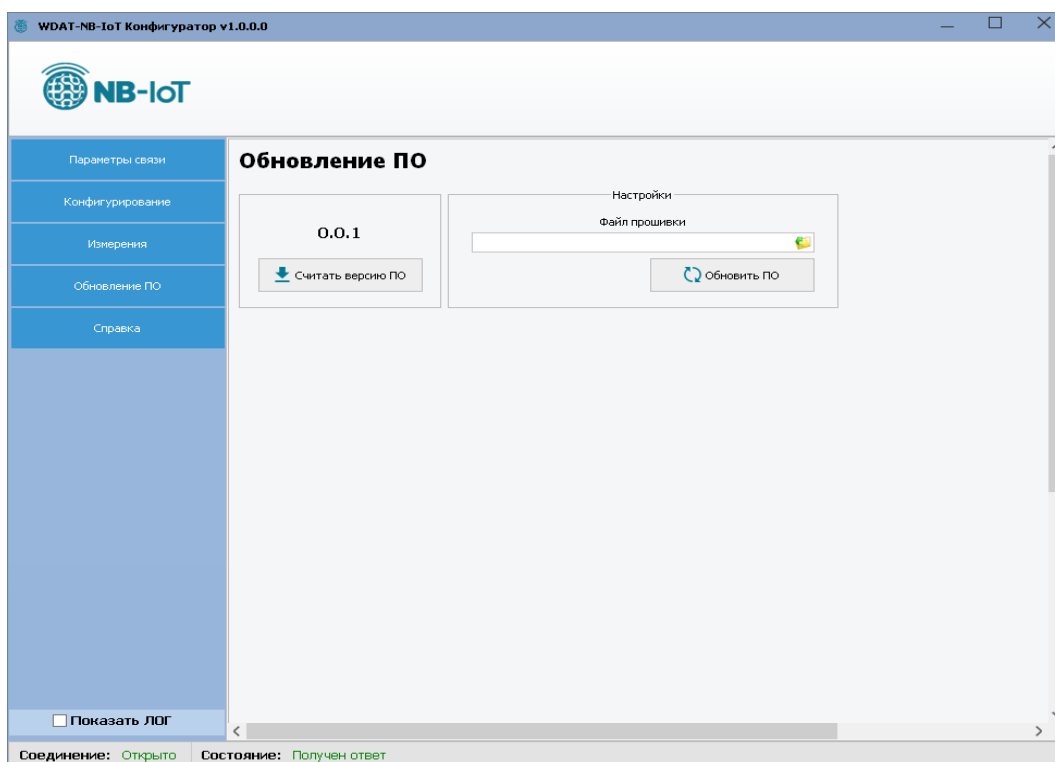 WDAT-NB-IoT Конфигуратор v1.0.0.0
NB-IoT
Параметры связи
Конфигурирование
Измерения
Обновление ПО
Справка
Показать ЛОГ
Обновление ПО
0.0.1
Считать версию ПО
Настройки
Файл прошивки
Обновить ПО
Соединение: Открыто Состояние: Получен ответ